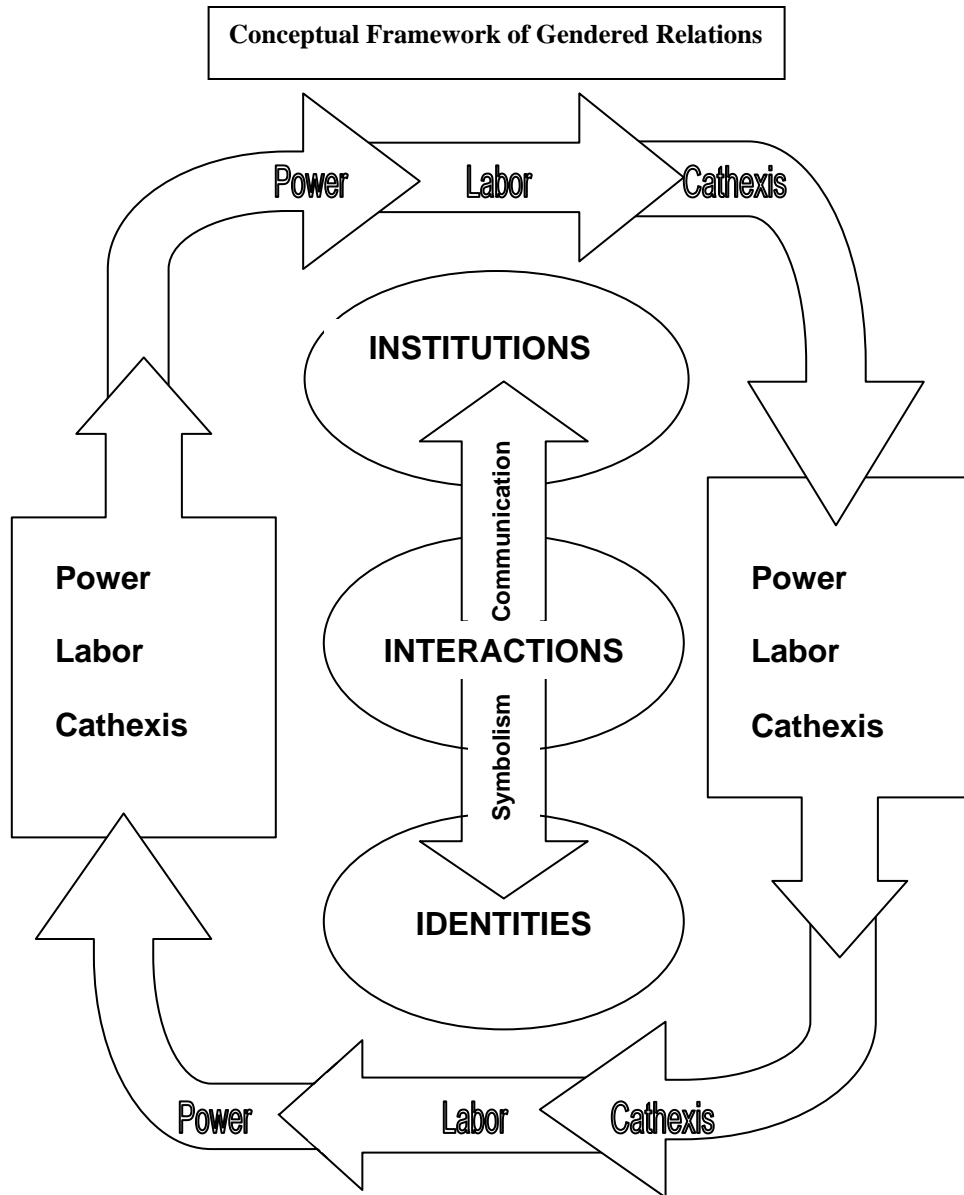 Conceptual Framework of Gendered Relations
Power
Labor
Cathexis
INSTITUTIONS
Communication
Power
Labor
Cathexis
INTERACTIONS
Power
Labor
Cathexis
Symbolism
IDENTITIES
Power
Labor
Cathexis